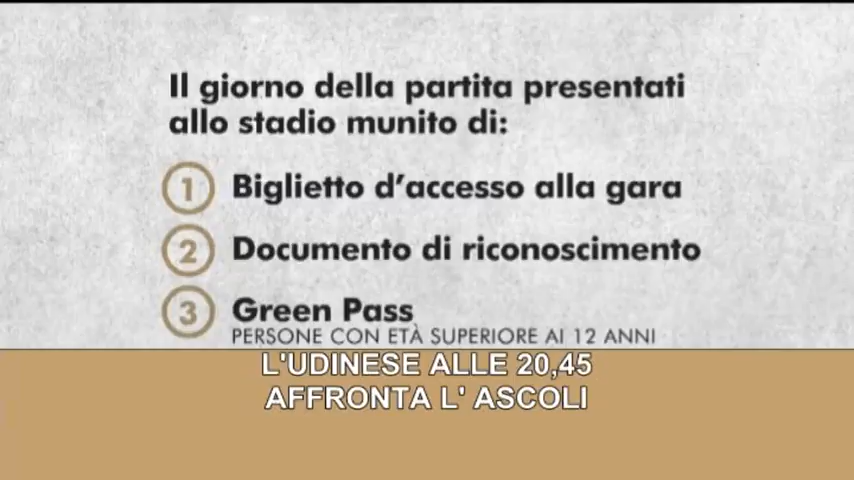 Il giorno della partita presentati
allo stadio munito di:
1 Biglietto d'accesso alla gara
2 Documento di riconoscimento
3 Green Pass
PERSONE CON ETÀ SUPERIORE AI 12 ANNI
L'UDINESE ALLE 20,45
AFFRONTA L' ASCOLI